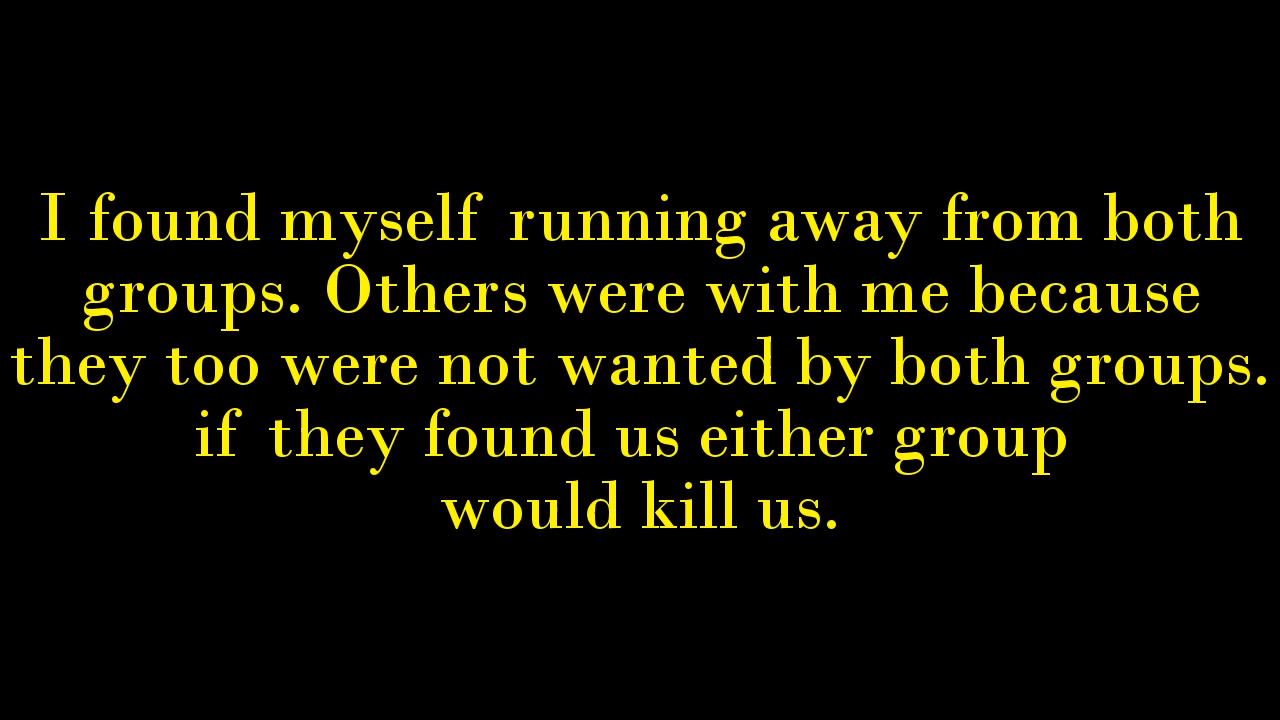 I found myself running away from both
groups. Others were with me because
they too were not wanted by both groups.
if they found us either group
would kill us.